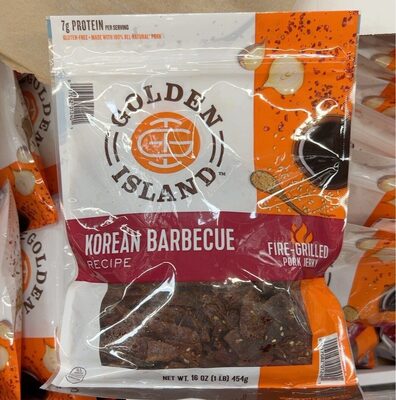 7g PROTEIN PER SERVING
GLUTEN-FREE • MADE WITH 100% ALL-NATURAL* PORK
GOLDEN
ISLAND™
KOREAN BARBECUE
RECIPE
FIRE-GRILLED
PORK JERKY
NET WT. 16 OZ (1 LB) 454g